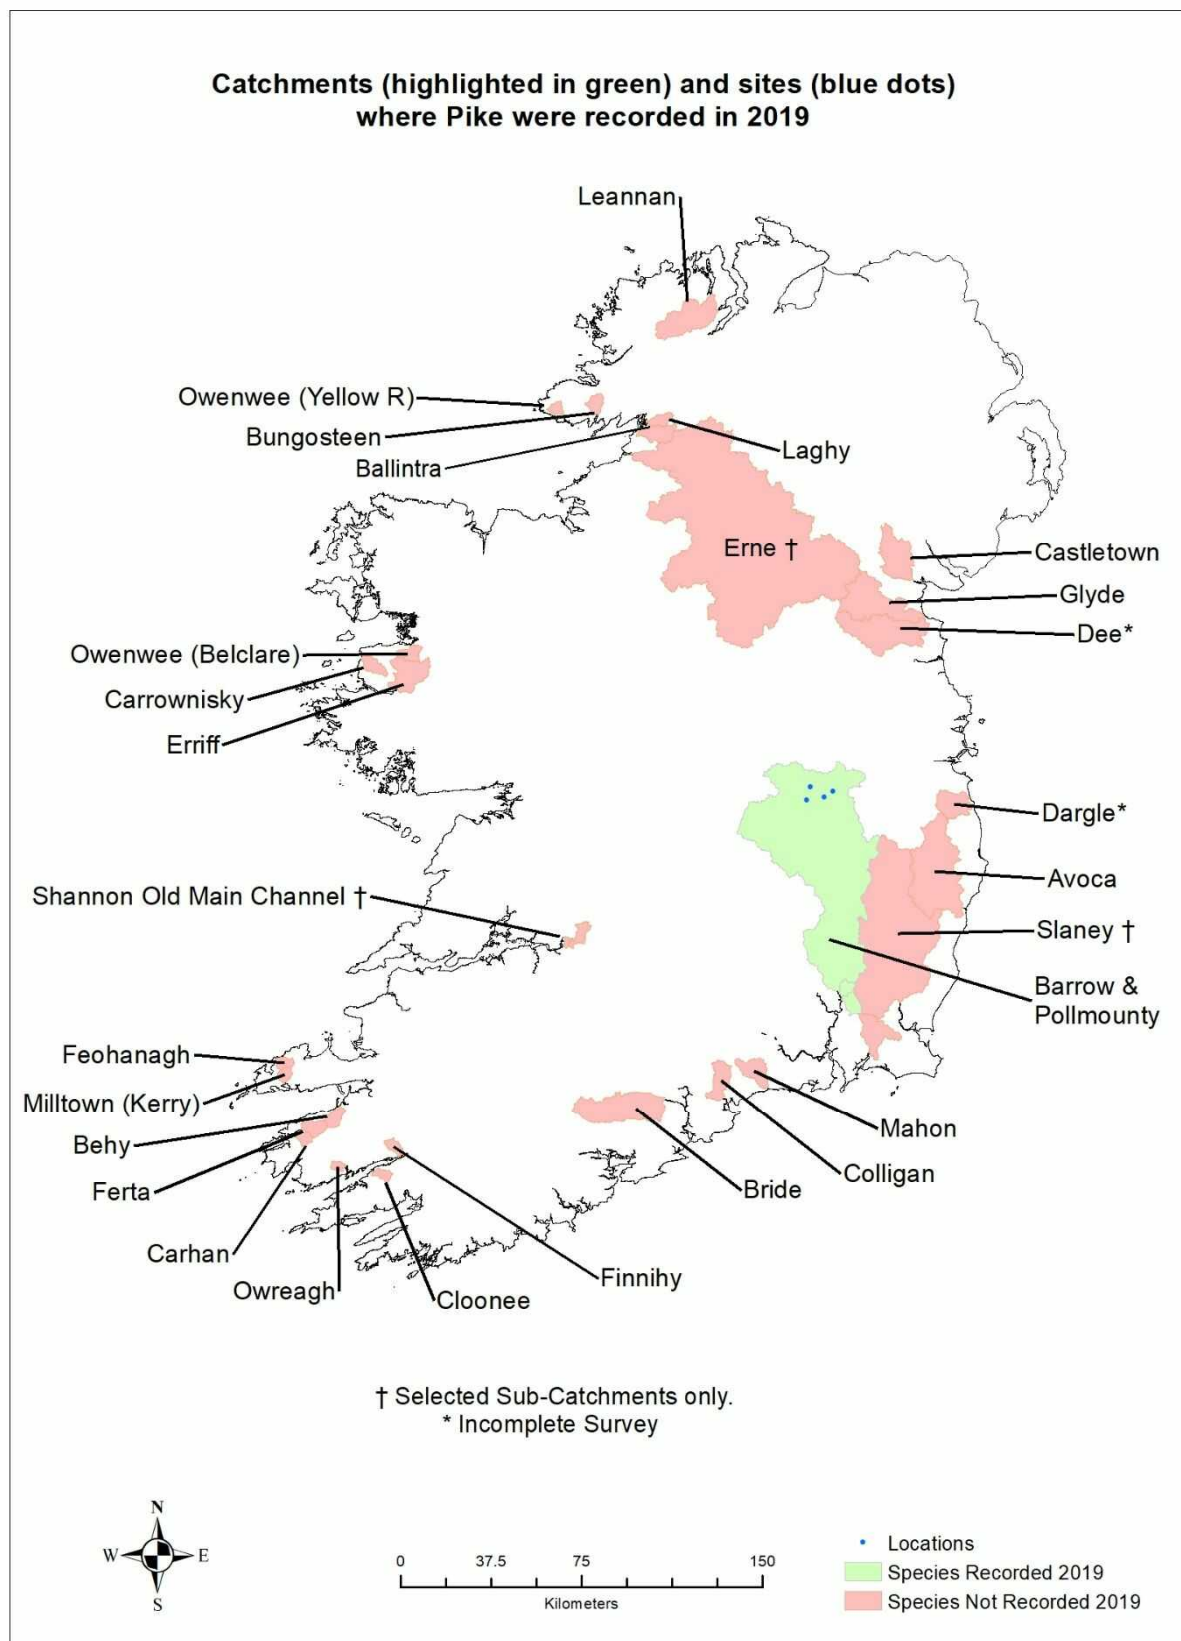 Catchments (highlighted in green) and sites (blue dots)
where Pike were recorded in 2019
Leannan
Owenwee (Yellow R)
Bungosteen
Ballintra
Laghy
Erne †
Castletown
Glyde
Dee*
Owenwee (Belclare)
Carrownisky
Erriff
Dargle*
Avoca
Shannon Old Main Channel †
Slaney †
Barrow &
Pollmounty
Feohanagh
Milltown (Kerry)
Behy
Ferta
Carhan
Owreagh
Cloonee
Finnihy
Bride
Colligan
Mahon
† Selected Sub-Catchments only.
* Incomplete Survey
N
W E
S
0 37.5 75 150
Kilometers
Locations
Species Recorded 2019
Species Not Recorded 2019